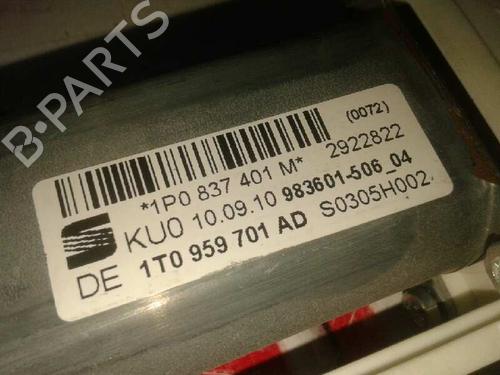 B-PARTS
(0072)
*1P0 837 401 M* 2922822
KU0 10.09.10 983601-506_04
DE 1T0 959 701 AD S0305H002